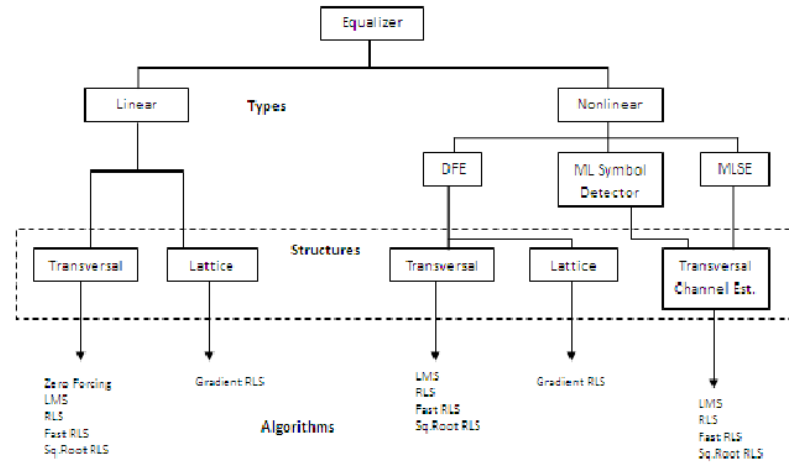 Equalizer
Linear
Types
Nonlinear
DFE
ML Symbol
Detector
MLSE
Structures
Transversal
Lattice
Transversal
Lattice
Transversal
Channel Est.
Zero Forcing
LMS
RLS
Fast RLS
Sq.Root RLS
Gradient RLS
LMS
RLS
Fast RLS
Sq.Root RLS
Gradient RLS
LMS
RLS
Fast RLS
Sq.Root RLS
Algorithms